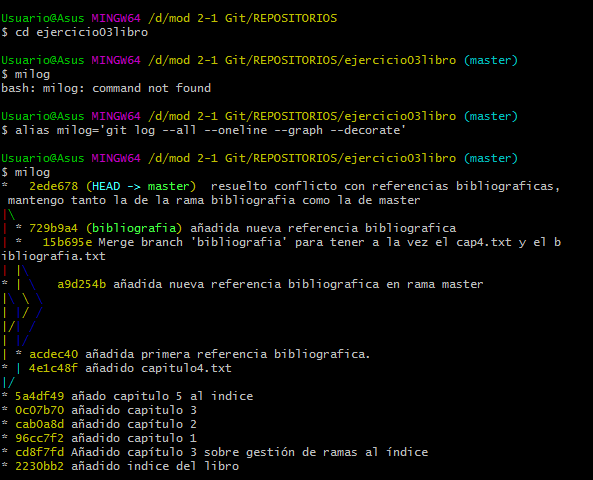 Usuario@Asus MINGW64 /d/mod 2-1 Git/REPOSITORIOS
$ cd ejercicio03libro
Usuario@Asus MINGW64 /d/mod 2-1 Git/REPOSITORIOS/ejercicio03libro (master)
$ milog
bash: milog: command not found
Usuario@Asus MINGW64 /d/mod 2-1 Git/REPOSITORIOS/ejercicio03libro (master)
$ alias milog='git log --all --oneline --graph --decorate'
Usuario@Asus MINGW64 /d/mod 2-1 Git/REPOSITORIOS/ejercicio03libro (master)
$ milog
*   2ede678 (HEAD -> master)  resuelto conflicto con referencias bibliograficas,
 mantengo tanto la de la rama bibliografia como la de master
|\
| * 729b9a4 (bibliografia) añadida nueva referencia bibliografica
| *   15b695e Merge branch 'bibliografia' para tener a la vez el cap4.txt y el b
ibliografia.txt
| |\
* | \   a9d254b añadida nueva referencia bibliografica en rama master
|\ \ \
| |/ /
|/| /
| |/
| * acdec40 añadida primera referencia bibliografica.
* | 4e1c48f añadido capitulo4.txt
|/
* 5a4df49 añado capitulo 5 al indice
* 0c07b70 añadido capitulo 3
* cab0a8d añadido capítulo 2
* 96cc7f2 añadido capitulo 1
* cd8f7fd Añadido capítulo 3 sobre gestión de ramas al índice
* 2230bb2 añadido indice del libro